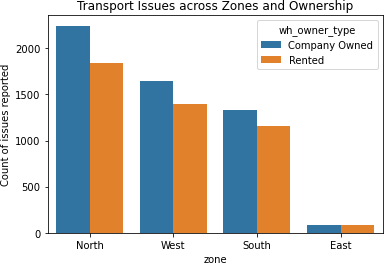 Transport Issues across Zones and Ownership
wh_owner_type
Company Owned
Rented
Count of issues reported
2000
1500
1000
500
0
North West South East
zone